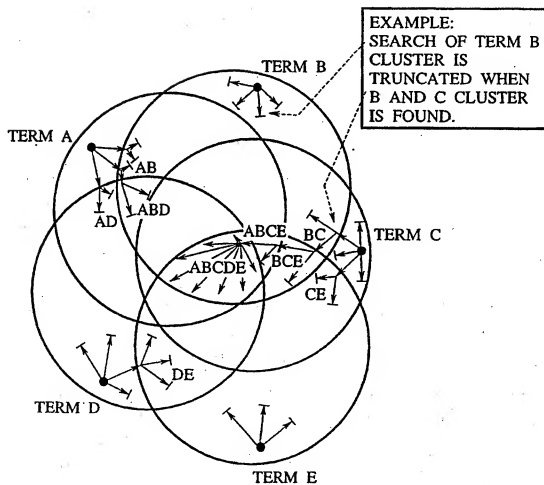 EXAMPLE:
SEARCH OF TERM B
CLUSTER IS
TRUNCATED WHEN
B AND C CLUSTER
IS FOUND.
TERM B
TERM A
AB
ABD
AD
ABCE
BC
TERM C
BCE
ABCDE
CE
DE
TERM D
TERM E